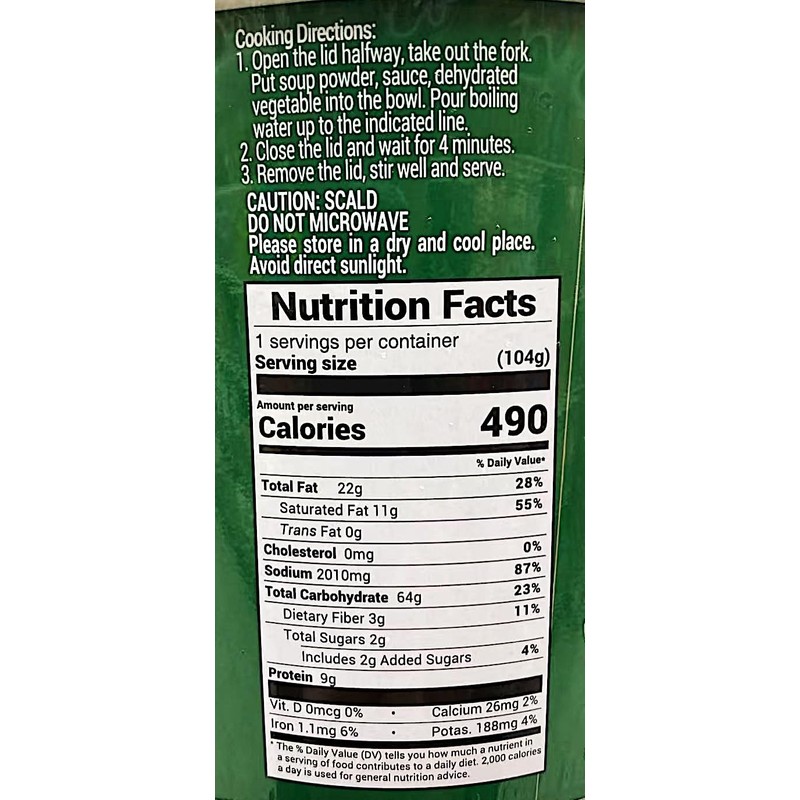 Cooking Directions:
1. Open the lid halfway, take out the fork.
Put soup powder, sauce, dehydrated
vegetable into the bowl. Pour boiling
water up to the indicated line.
2. Close the lid and wait for 4 minutes.
3. Remove the lid, stir well and serve.
CAUTION: SCALD
DO NOT MICROWAVE
Please store in a dry and cool place.
Avoid direct sunlight.
Nutrition Facts
1 servings per container
Serving size (104g)
Amount per serving
Calories 490
% Daily Value*
Total Fat 22g 28%
Saturated Fat 11g 55%
Trans Fat 0g
Cholesterol 0mg 0%
Sodium 2010mg 87%
Total Carbohydrate 64g 23%
Dietary Fiber 3g 11%
Total Sugars 2g
Includes 2g Added Sugars 4%
Protein 9g
Vit. D 0mcg 0% • Calcium 26mg 2%
Iron 1.1mg 6% • Potas. 188mg 4%
* The % Daily Value (DV) tells you how much a nutrient in
a serving of food contributes to a daily diet. 2,000 calories
a day is used for general nutrition advice.